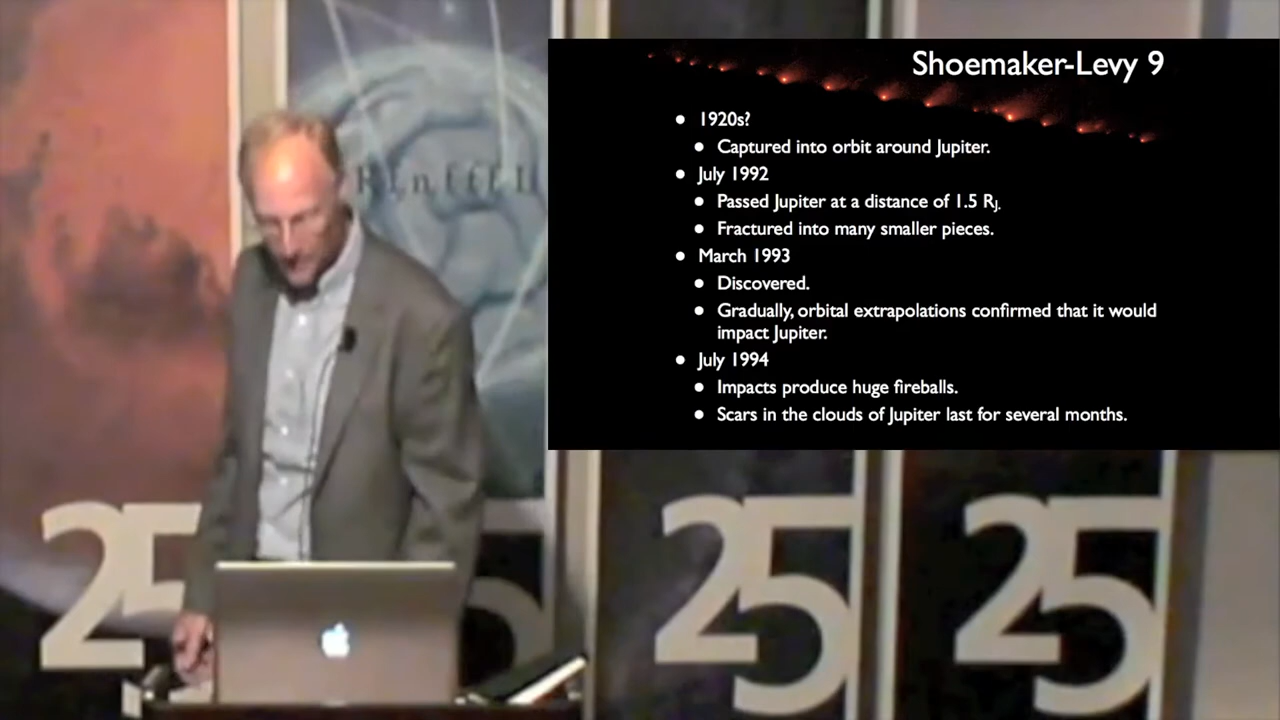 Shoemaker-Levy 9
• 1920s?
• Captured into orbit around Jupiter.
• July 1992
• Passed Jupiter at a distance of 1.5 RJ.
• Fractured into many smaller pieces.
• March 1993
• Discovered.
• Gradually, orbital extrapolations confirmed that it would
impact Jupiter.
• July 1994
• Impacts produce huge fireballs.
• Scars in the clouds of Jupiter last for several months.
25
25
25